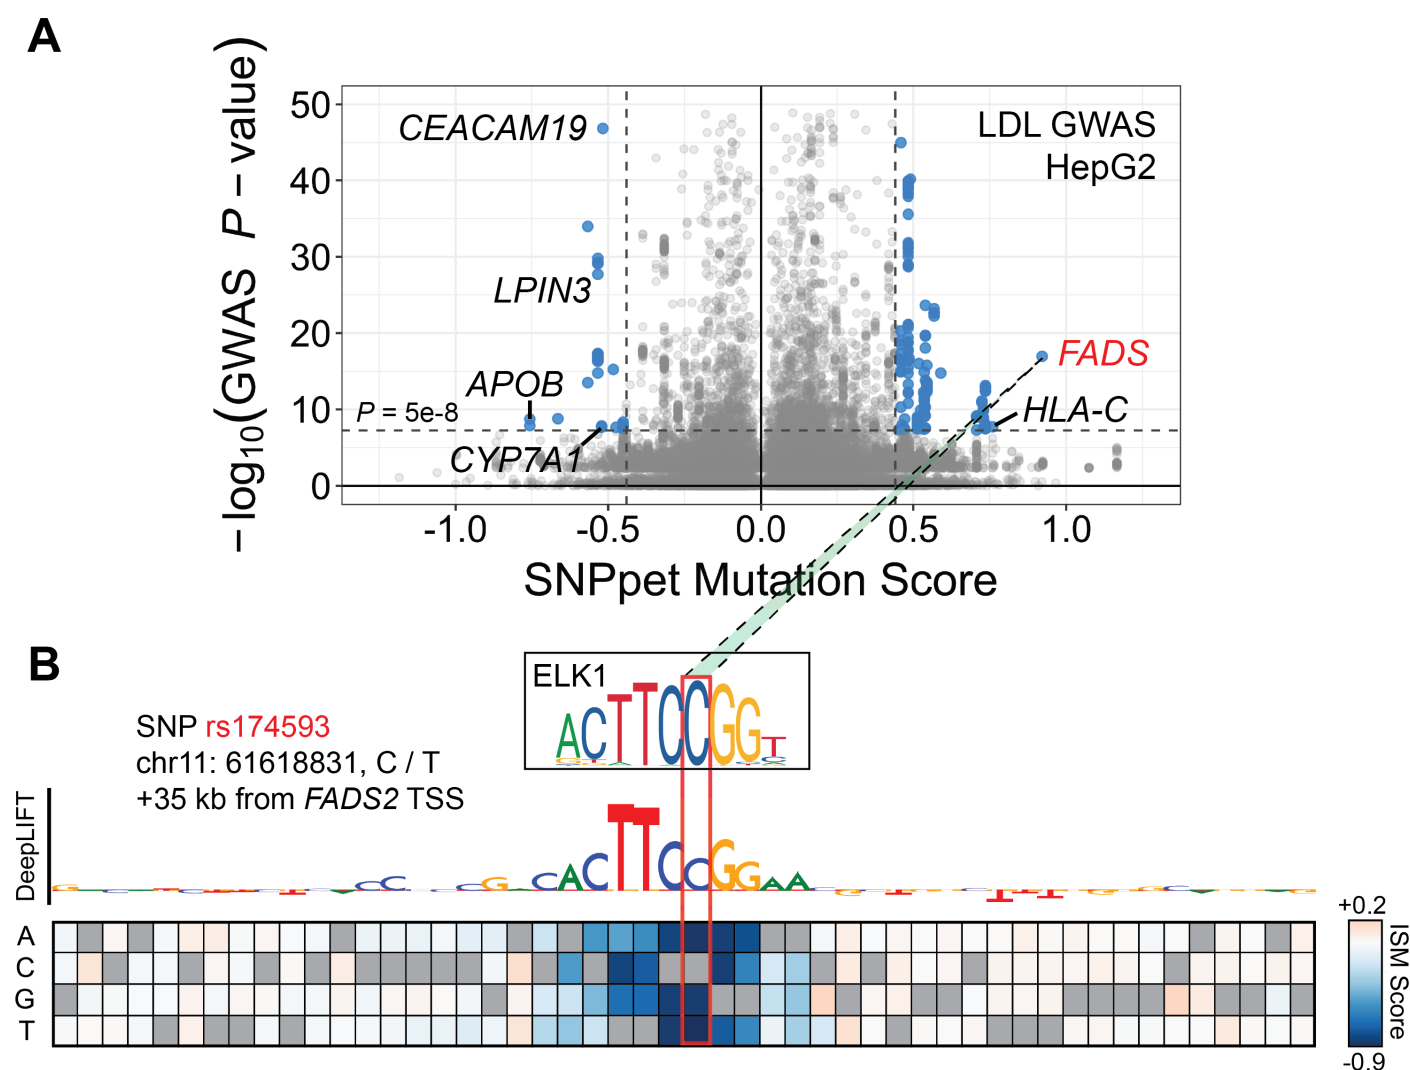 A
−log10(GWAS P − value)
50
40
30
20
10
0
CEACAM19
LDL GWAS
HepG2
LPIN3
APOB
FADS
P = 5e-8
HLA-C
CYP7A1
-1.0 -0.5 0.0 0.5 1.0
SNPpet Mutation Score
B
ELK1
ACTTCCGGT
SNP rs174593
chr11: 61618831, C / T
+35 kb from FADS2 TSS
DeepLIFT
CACTTCCGGAA
A
C
G
T
+0.2
ISM Score
-0.9